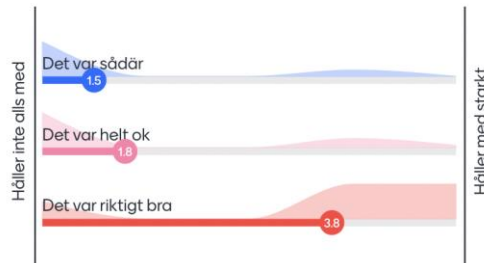 Håller inte alls med
Det var sådär
1.5
Det var helt ok
1.8
Det var riktigt bra
3.8
Håller med starkt